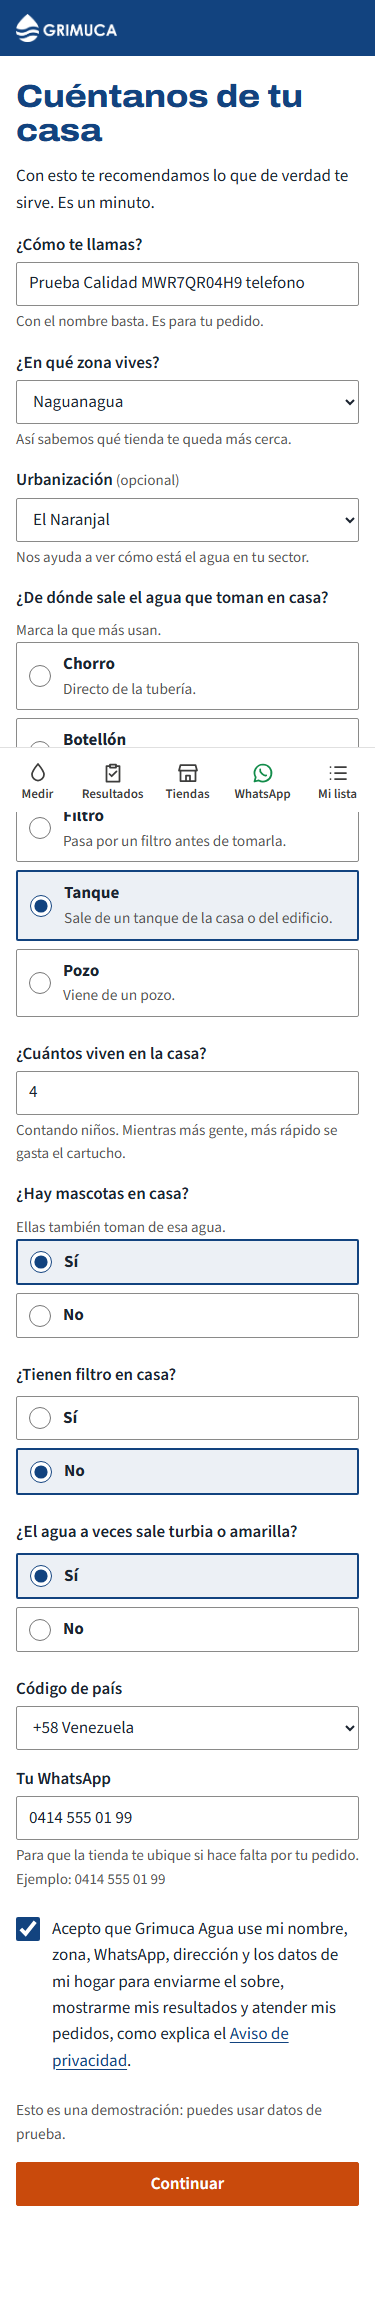 GRIMUCA
Cuéntanos de tu
casa
Con esto te recomendamos lo que de verdad te
sirve. Es un minuto.
¿Cómo te llamas?
Prueba Calidad MWR7QR04H9 telefono
Con el nombre basta. Es para tu pedido.
¿En qué zona vives?
Naguanagua
Así sabemos qué tienda te queda más cerca.
Urbanización (opcional)
El Naranjal
Nos ayuda a ver cómo está el agua en tu sector.
¿De dónde sale el agua que toman en casa?
Marca la que más usan.
Chorro
Directo de la tubería.
Botellón
Medir Resultados Tiendas WhatsApp Mi lista
Filtro
Pasa por un filtro antes de tomarla.
Tanque
Sale de un tanque de la casa o del edificio.
Pozo
Viene de un pozo.
¿Cuántos viven en la casa?
4
Contando niños. Mientras más gente, más rápido se
gasta el cartucho.
¿Hay mascotas en casa?
Ellas también toman de esa agua.
Sí
No
¿Tienen filtro en casa?
Sí
No
¿El agua a veces sale turbia o amarilla?
Sí
No
Código de país
+58 Venezuela
Tu WhatsApp
0414 555 01 99
Para que la tienda te ubique si hace falta por tu pedido.
Ejemplo: 0414 555 01 99
Acepto que Grimuca Agua use mi nombre,
zona, WhatsApp, dirección y los datos de
mi hogar para enviarme el sobre,
mostrarme mis resultados y atender mis
pedidos, como explica el Aviso de
privacidad.
Esto es una demostración: puedes usar datos de
prueba.
Continuar